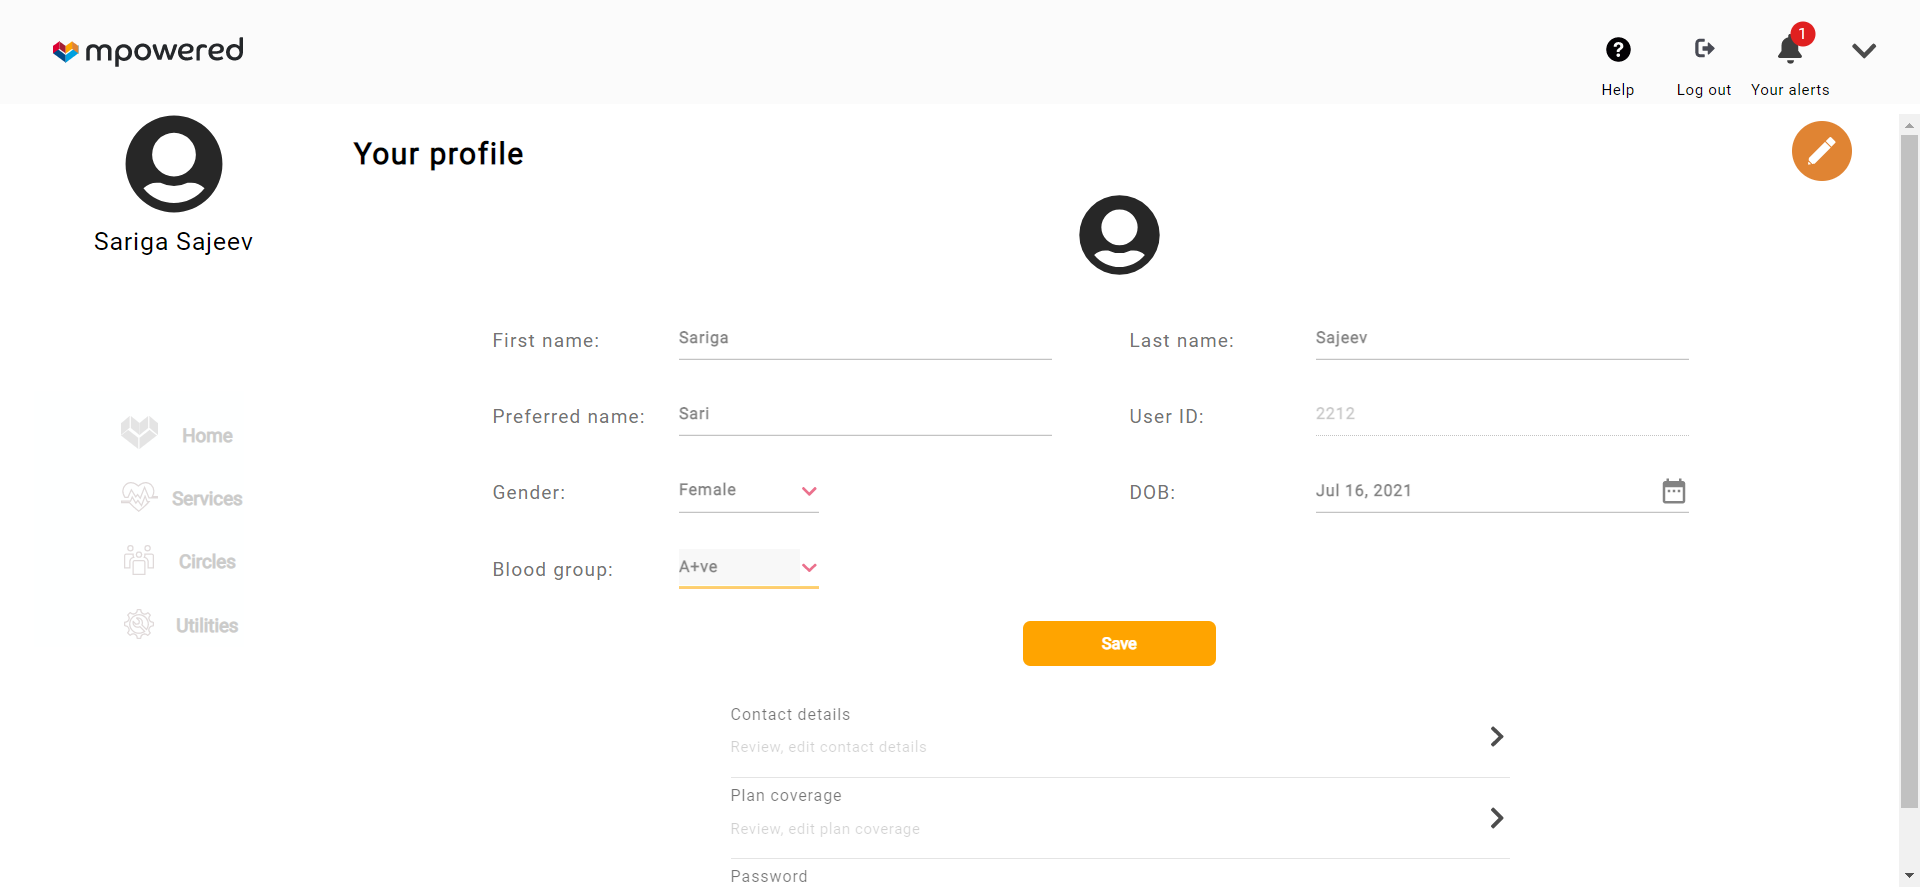 mpowered
1
Help
Log out
Your alerts
Sariga Sajeev
Your profile
First name: Sariga
Last name: Sajeev
Preferred name: Sari
User ID: 2212
Gender: Female
DOB: Jul 16, 2021
Blood group: A+ve
Home
Services
Circles
Utilities
Save
Contact details
Review, edit contact details
Plan coverage
Review, edit plan coverage
Password